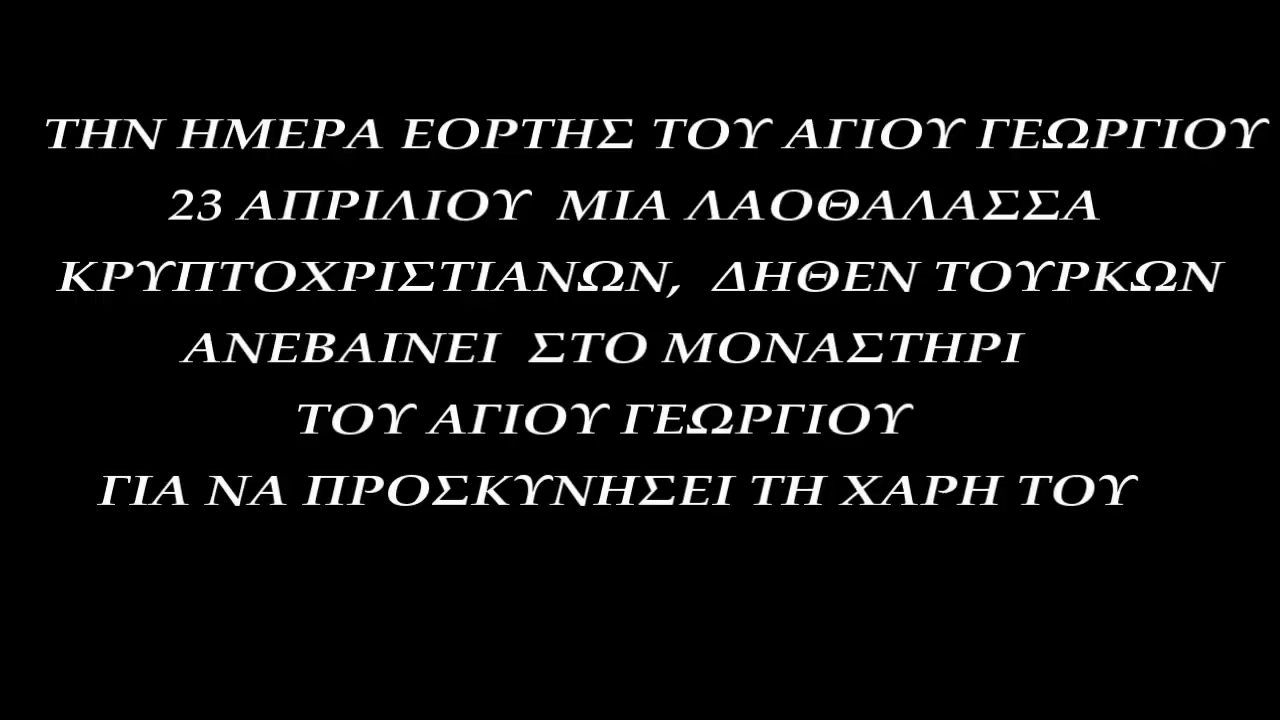 ΤΗΝ ΗΜΕΡΑ ΕΟΡΤΗΣ ΤΟΥ ΑΓΙΟΥ ΓΕΩΡΓΙΟΥ
23 ΑΠΡΙΛΙΟΥ ΜΙΑ ΛΑΟΘΑΛΑΣΣΑ
ΚΡΥΠΤΟΧΡΙΣΤΙΑΝΩΝ, ΔΗΘΕΝ ΤΟΥΡΚΩΝ
ΑΝΕΒΑΙΝΕΙ ΣΤΟ ΜΟΝΑΣΤΗΡΙ
ΤΟΥ ΑΓΙΟΥ ΓΕΩΡΓΙΟΥ
ΓΙΑ ΝΑ ΠΡΟΣΚΥΝΗΣΕΙ ΤΗ ΧΑΡΗ ΤΟΥ